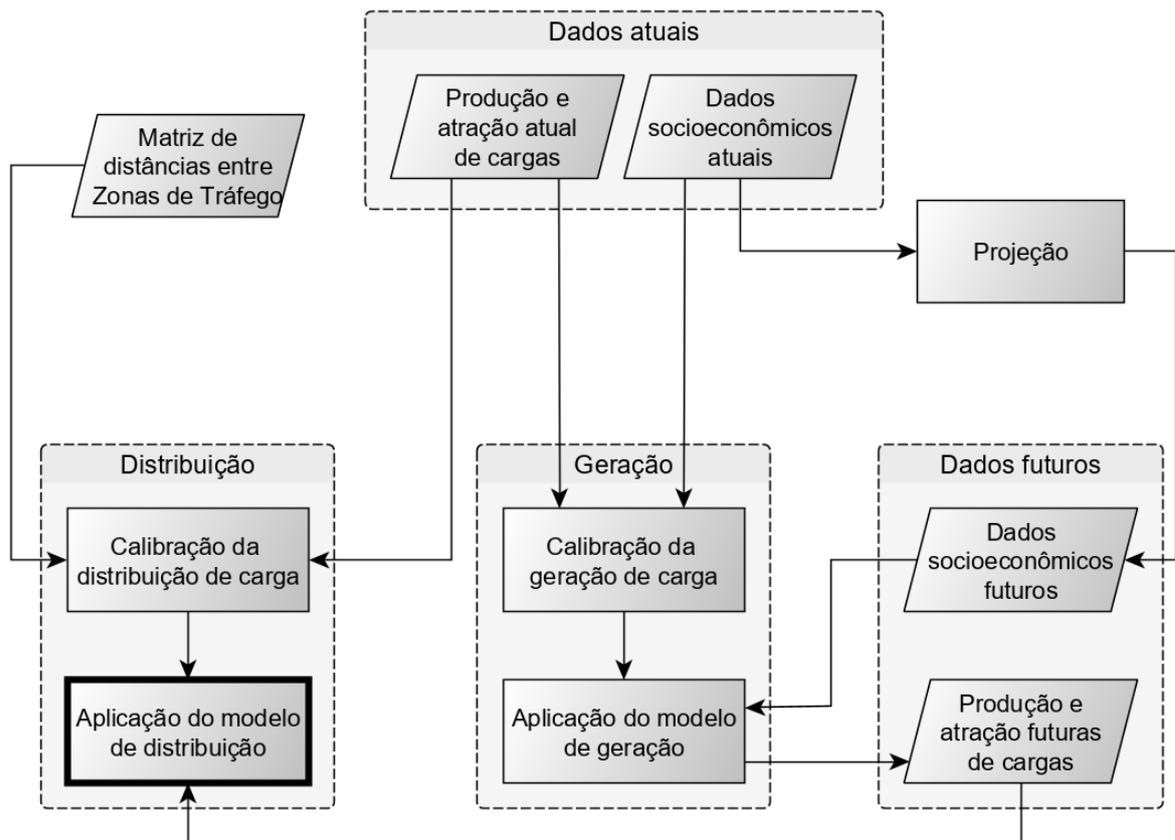 Dados atuais
Produção e
atração atual
de cargas
Dados
socioeconômicos
atuais
Matriz de
distâncias entre
Zonas de Tráfego
Projeção
Distribuição
Calibração da
distribuição de carga
Aplicação do modelo
de distribuição
Geração
Calibração da
geração de carga
Aplicação do modelo
de geração
Dados futuros
Dados
socioeconômicos
futuros
Produção e
atração futuras
de cargas